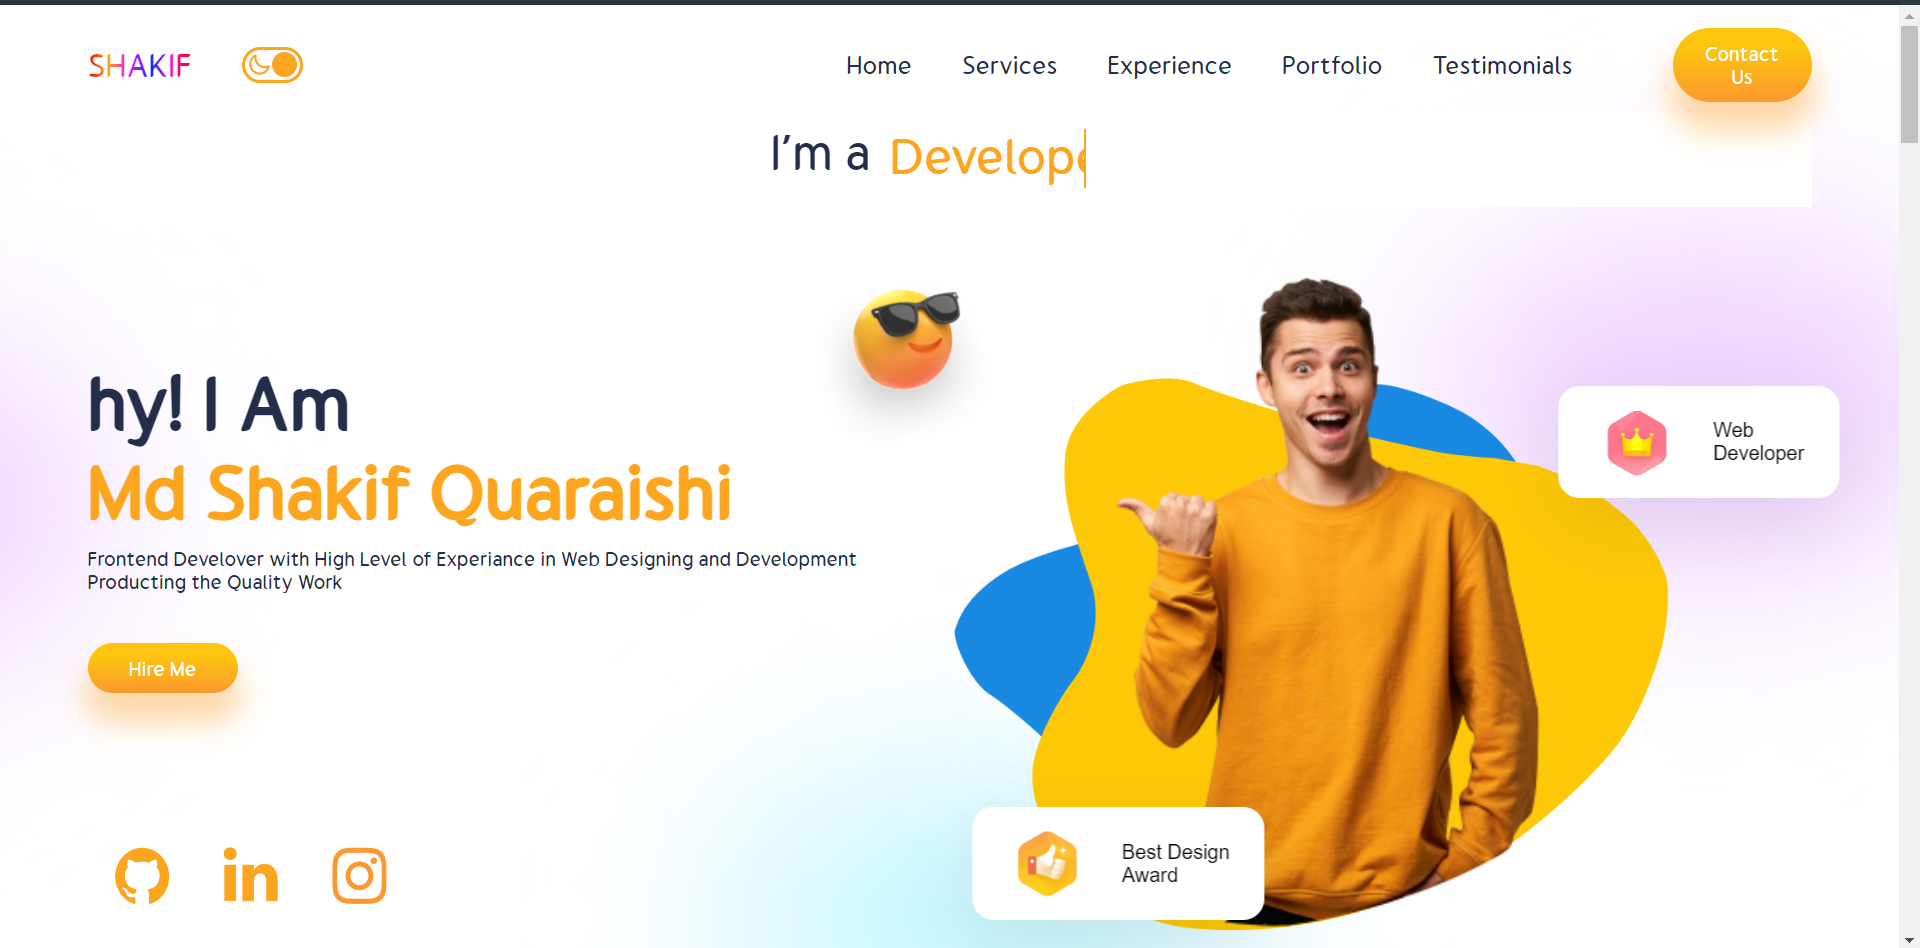 SHAKIF
Home Services Experience Portfolio Testimonials
Contact
Us
I'm a Develope
hy! I Am
Md Shakif Quaraishi
Frontend Develover with High Level of Experiance in Web Designing and Development
Producting the Quality Work
Hire Me
Web
Developer
Best Design
Award
in